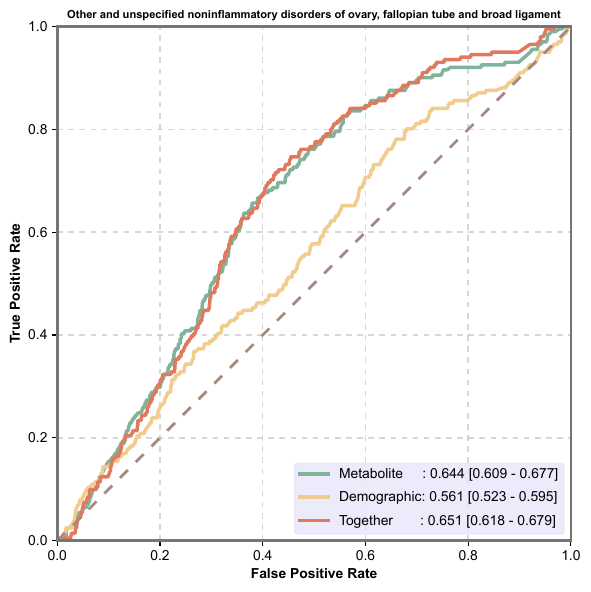 Other and unspecified noninflammatory disorders of ovary, fallopian tube and broad ligament
1.0
0.8
0.6
0.4
0.2
0.0
True Positive Rate
Metabolite : 0.644 [0.609 - 0.677]
Demographic: 0.561 [0.523 - 0.595]
Together : 0.651 [0.618 - 0.679]
0.0 0.2 0.4 0.6 0.8 1.0
False Positive Rate